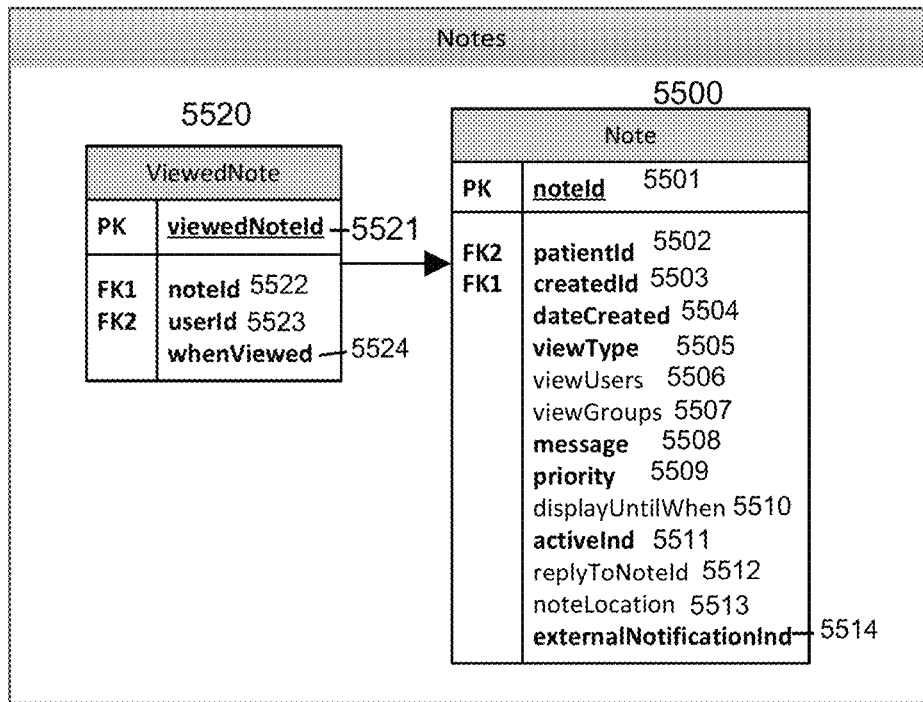 Notes
5520
ViewedNote
PK viewedNoteId 5521
FK1 noteId 5522
FK2 userId 5523
whenViewed 5524
5500
Note
PK noteId 5501
FK2 patientId 5502
FK1 createdId 5503
dateCreated 5504
viewType 5505
viewUsers 5506
viewGroups 5507
message 5508
priority 5509
displayUntilWhen 5510
activeInd 5511
replyToNoteId 5512
noteLocation 5513
externalNotificationInd 5514